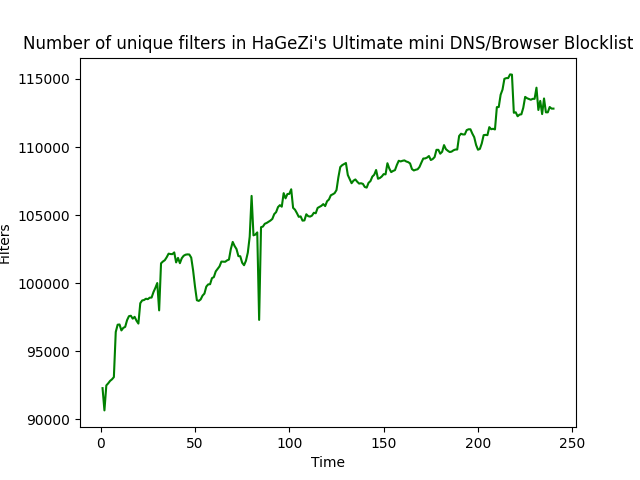 Number of unique filters in HaGeZi's Ultimate mini DNS/Browser Blocklist
115000
110000
105000
100000
95000
90000
Filters
0 50 100 150 200 250
Time